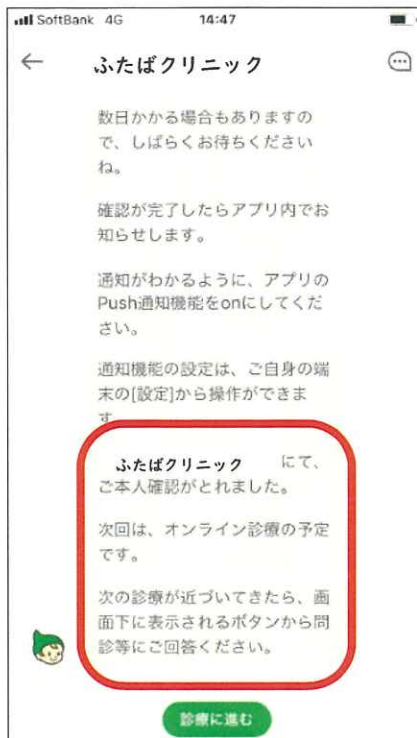 SoftBank 4G 14:47
ふたばクリニック
数日かかる場合もありますの
で、しばらくお待ちください
ね。
確認が完了したらアプリ内でお
知らせします。
通知がわかるように、アプリの
Push通知機能をonにしてくだ
さい。
通知機能の設定は、ご自身の端
末の[設定]から操作ができま
す
ふたばクリニック にて、
ご本人確認がとれました。
次回は、オンライン診療の予定
です。
次の診療が近づいてきたら、画
面下に表示されるボタンから問
診等にご回答ください。
診療に進む